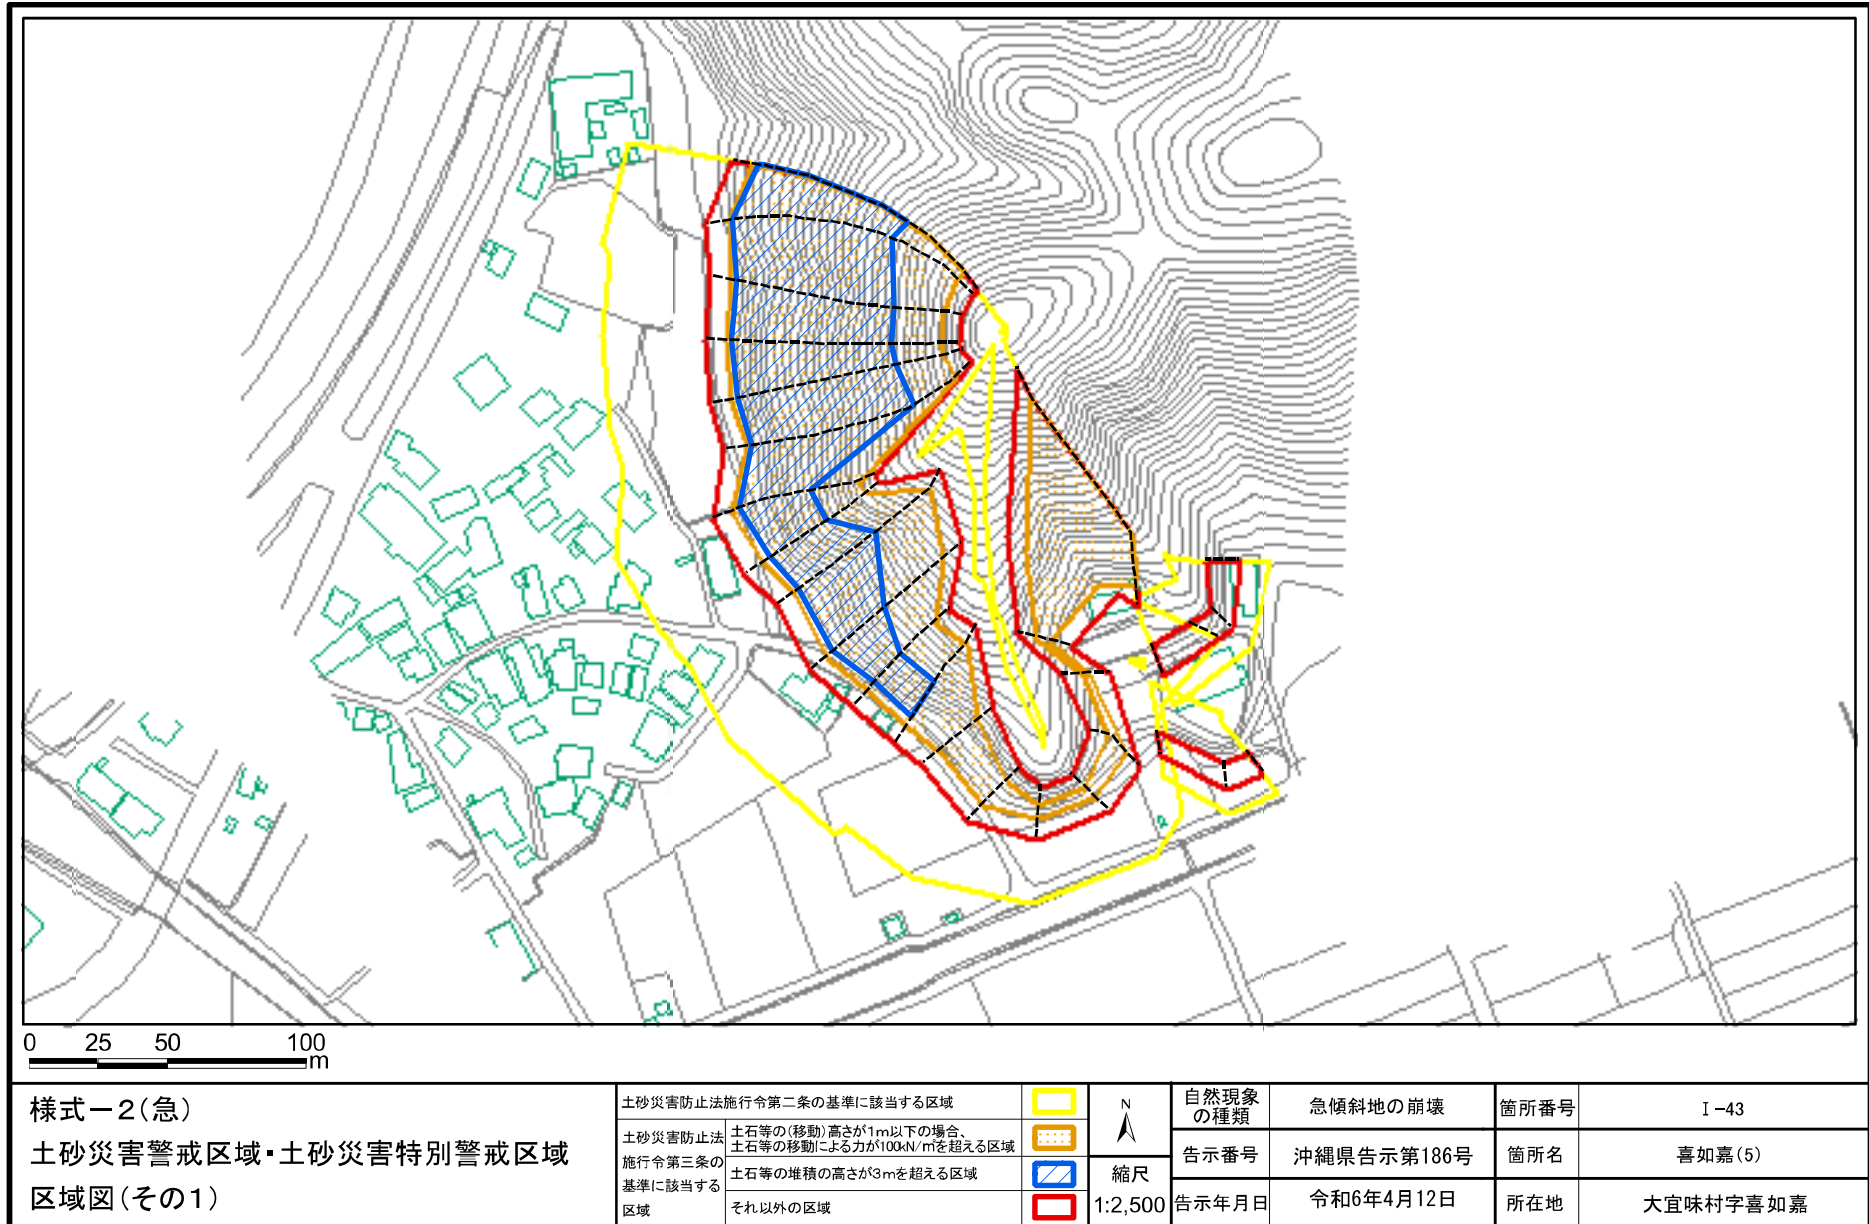 0 25 50 100
m
様式－2(急)
土砂災害警戒区域・土砂災害特別警戒区域
区域図(その1)
土砂災害防止法施行令第二条の基準に該当する区域
土砂災害防止法
施行令第三条の
基準に該当する
区域
土石等の(移動)高さが1m以下の場合、
土石等の移動による力が100kN/㎡を超える区域
土石等の堆積の高さが3mを超える区域
それ以外の区域
N
縮尺
1:2,500
自然現象
の種類
急傾斜地の崩壊
箇所番号
Ⅰ-43
告示番号
沖縄県告示第186号
箇所名
喜如嘉(5)
告示年月日
令和6年4月12日
所在地
大宜味村字喜如嘉